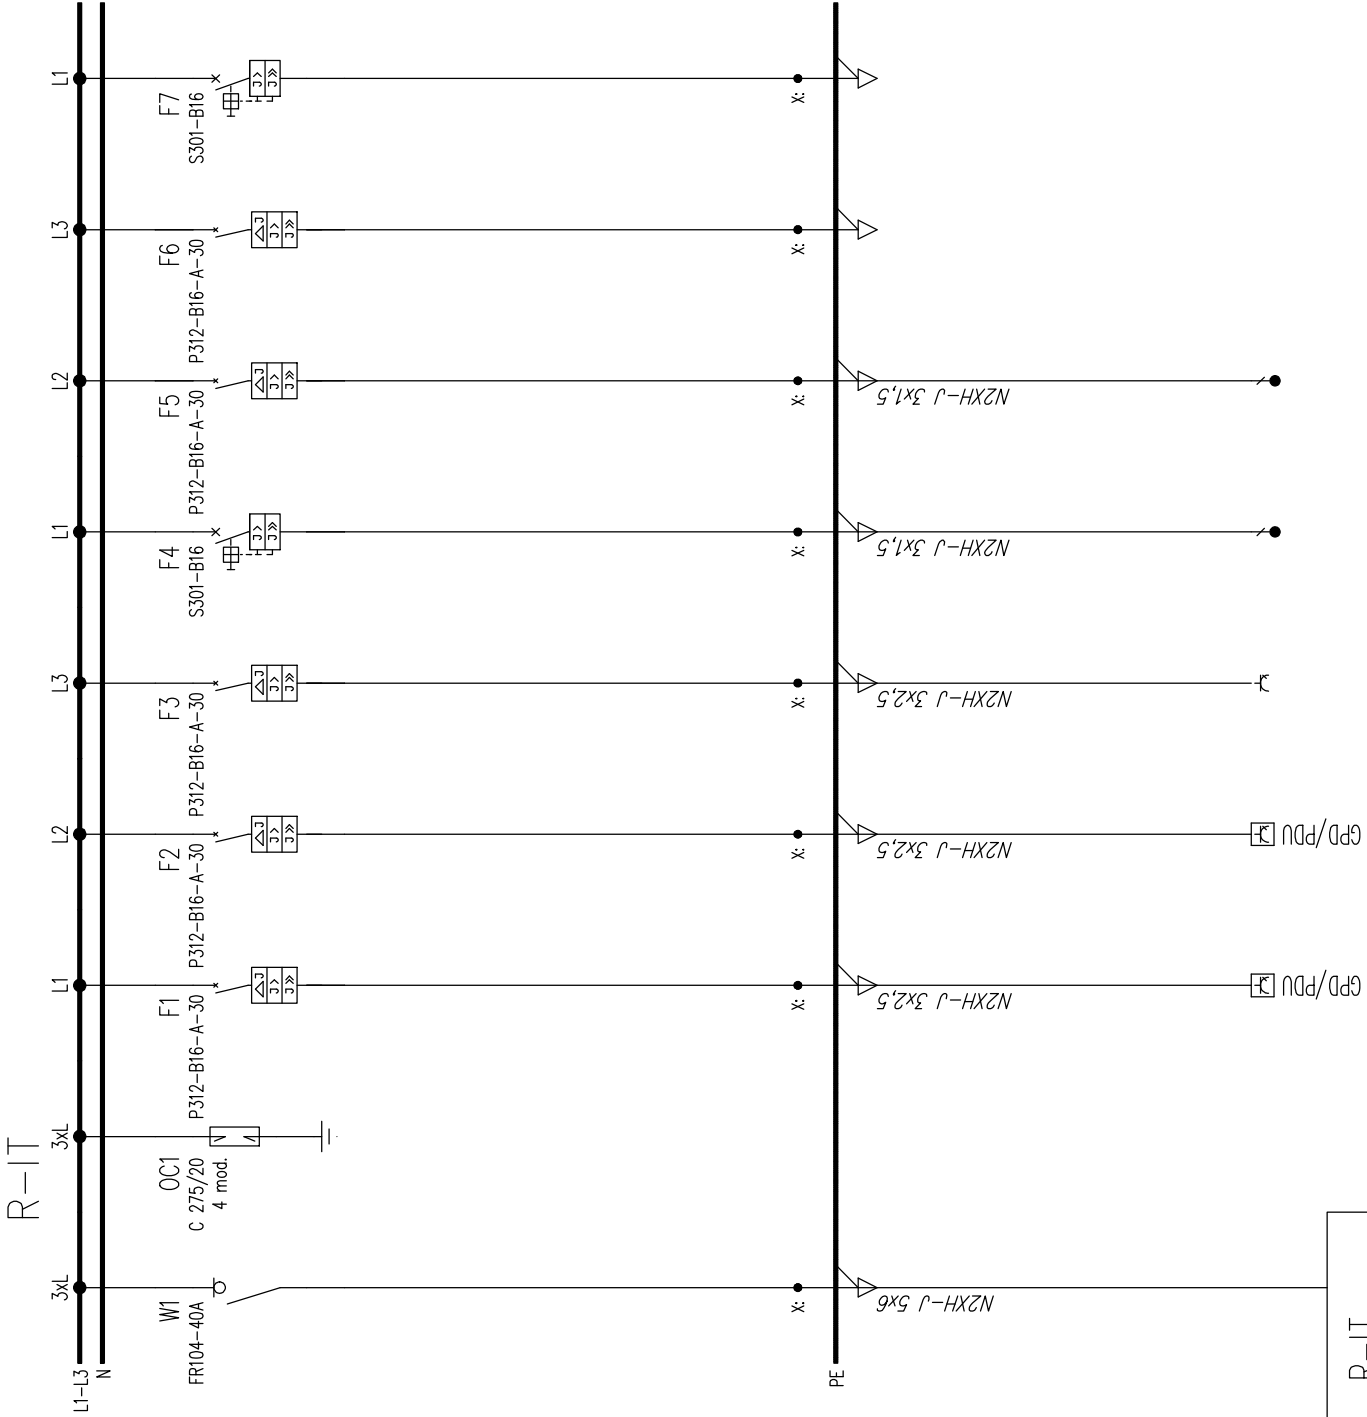 R-IT
L1-L3
N
PE
3xL
W1
FR104-40A
X:
N2XH-J 5x6
R-IT
3xL
OC1
C 275/20
4 mod.
L1
F1
P312-B16-A-30
X:
N2XH-J 3x2,5
GPD/PDU
L2
F2
P312-B16-A-30
X:
N2XH-J 3x2,5
GPD/PDU
L3
F3
P312-B16-A-30
X:
N2XH-J 3x2,5
L1
F4
S301-B16
X:
N2XH-J 3x1,5
L2
F5
P312-B16-A-30
X:
N2XH-J 3x1,5
L3
F6
P312-B16-A-30
X:
L1
F7
S301-B16
X: